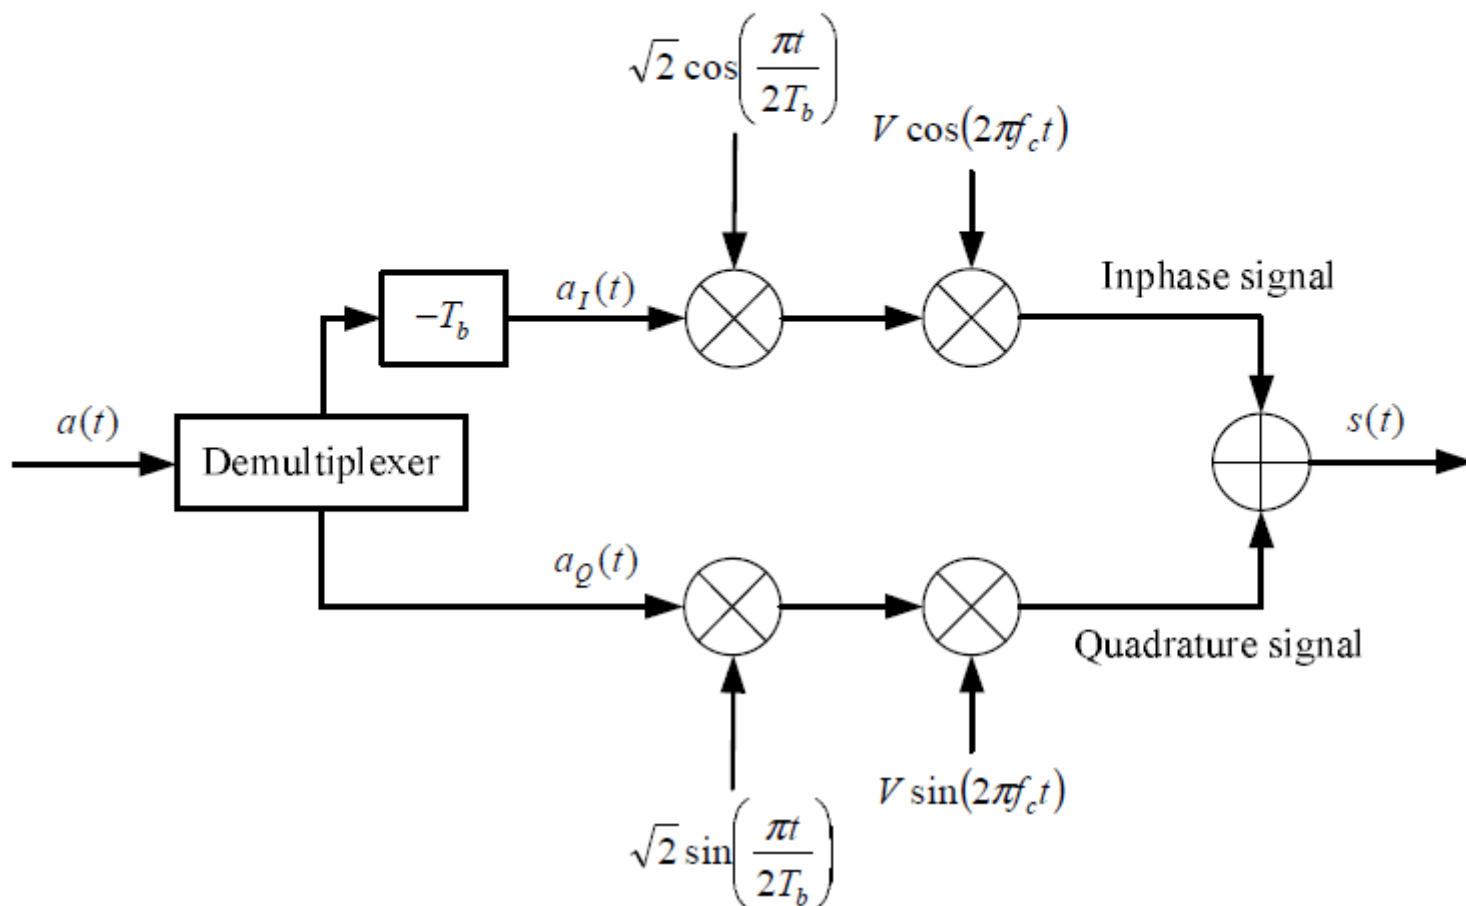 √2 cos(πt/2T_b)
V cos(2πf_c t)
−T_b
a_I(t)
Inphase signal
a(t)
Demultiplexer
s(t)
a_Q(t)
Quadrature signal
√2 sin(πt/2T_b)
V sin(2πf_c t)